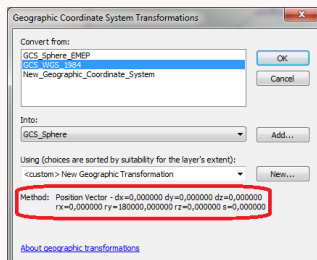 Geographic Coordinate System Transformations
Convert from:
GCS_Sphere_EMEP
GCS_WGS_1984
New_Geographic_Coordinate_System
OK
Cancel
Into:
GCS_Sphere
Add...
Using (choices are sorted by suitability for the layer's extent):
<custom> New Geographic Transformation
New...
Method: Position Vector - dx=0,000000 dy=0,000000 dz=0,000000
rx=0,000000 ry=180000,000000 rz=0,000000 s=0,000000
About geographic transformations